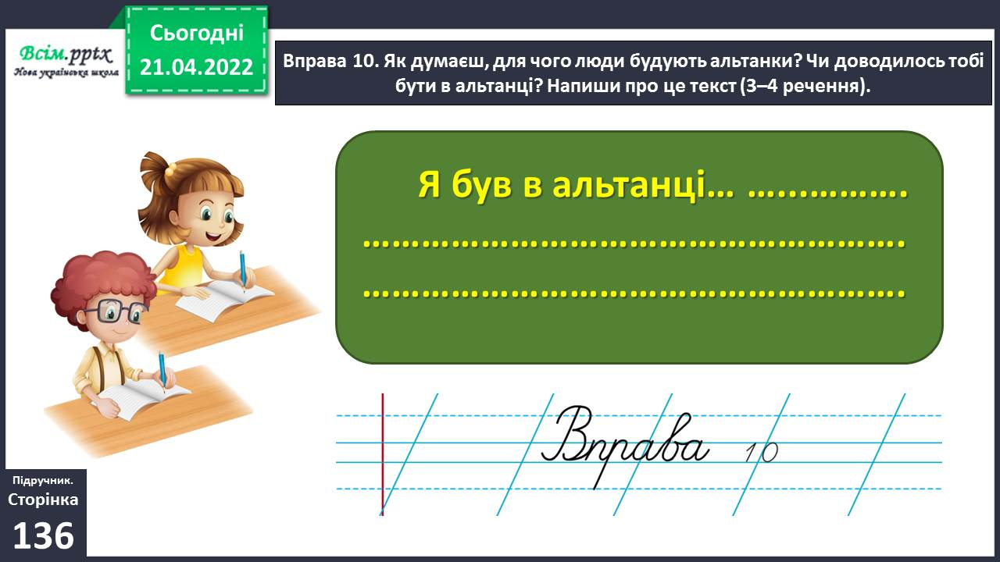 Всім.pptx
Нова українська школа
Сьогодні
21.04.2022
Вправа 10. Як думаєш, для чого люди будують альтанки? Чи доводилось тобі
бути в альтанці? Напиши про це текст (3–4 речення).
Я був в альтанці… …...……….
……………………………………………….
……………………………………………….
Вправа 10
Підручник.
Сторінка
136